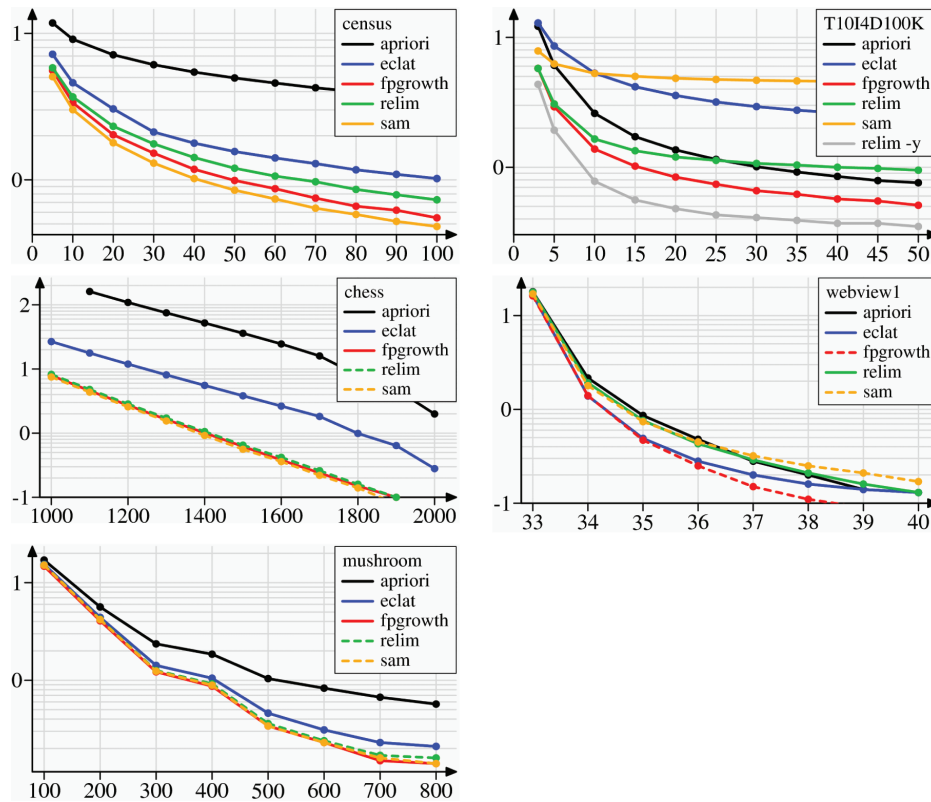 census
apriori
eclat
fpgrowth
relim
sam
1
0
0 10 20 30 40 50 60 70 80 90 100
T10I4D100K
apriori
eclat
fpgrowth
relim
sam
relim -y
1
0
0 5 10 15 20 25 30 35 40 45 50
chess
apriori
eclat
fpgrowth
relim
sam
2
1
0
-1
1000 1200 1400 1600 1800 2000
webview1
apriori
eclat
fpgrowth
relim
sam
1
0
-1
33 34 35 36 37 38 39 40
mushroom
apriori
eclat
fpgrowth
relim
sam
1
0
100 200 300 400 500 600 700 800